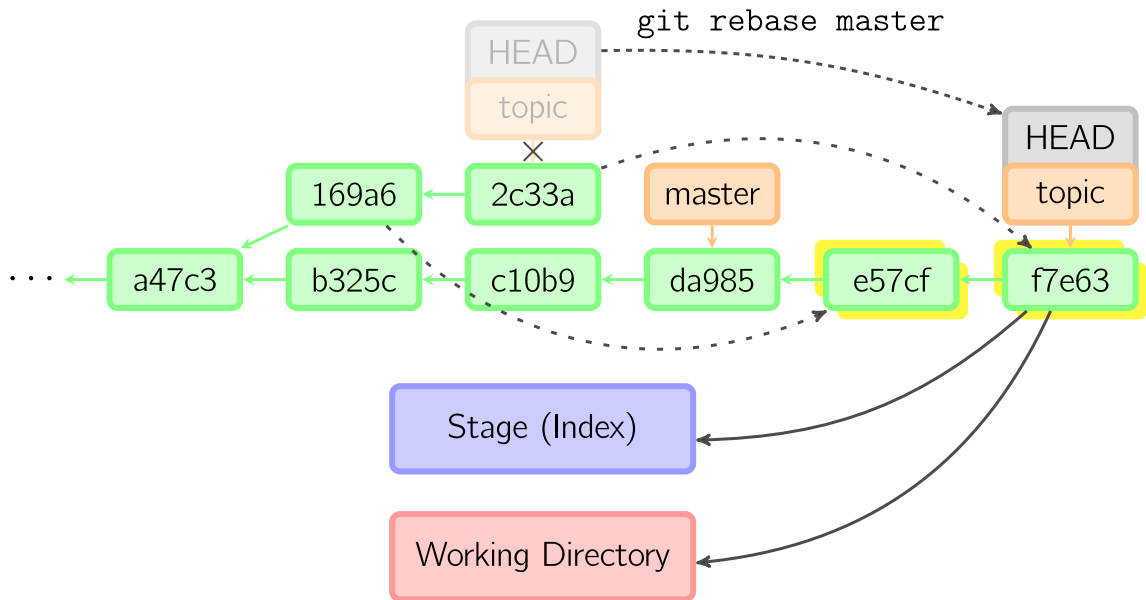 git rebase master
HEAD
topic
HEAD
topic
169a6
2c33a
master
... a47c3
b325c
c10b9
da985
e57cf
f7e63
Stage (Index)
Working Directory